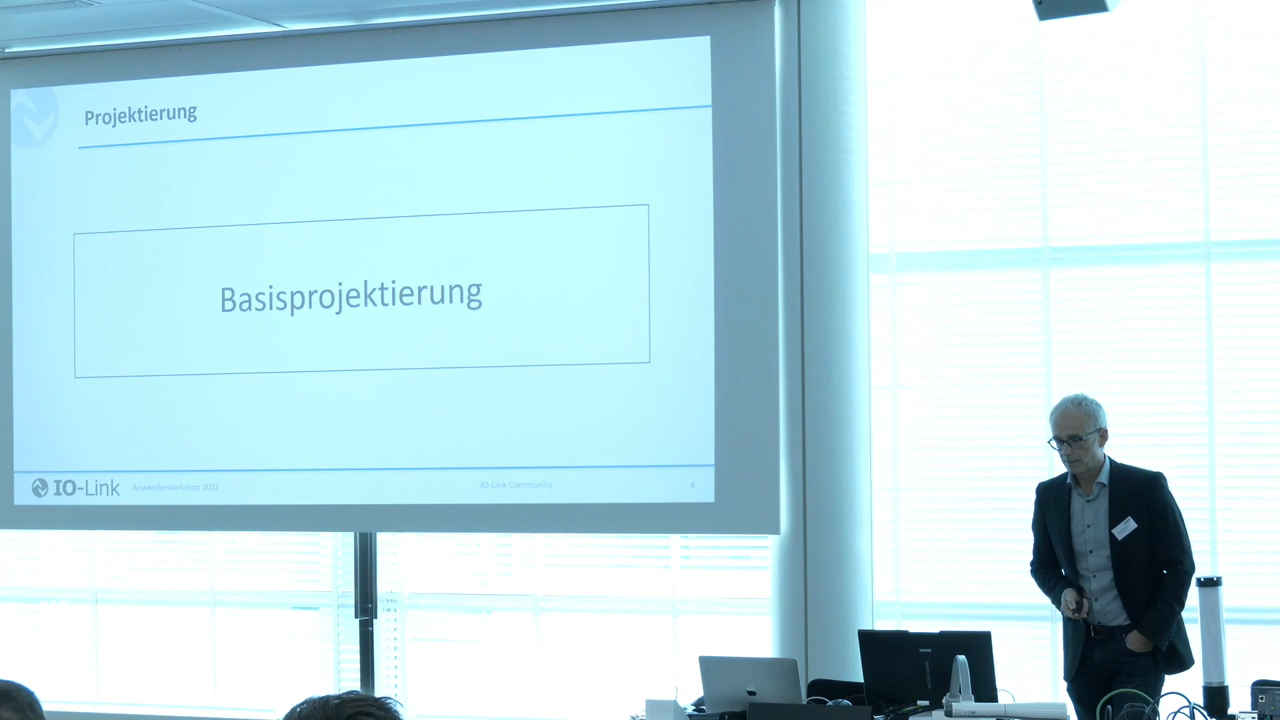 Projektierung
Basisprojektierung
IO-Link
Anwenderworkshop 2022
IO-Link Community
4